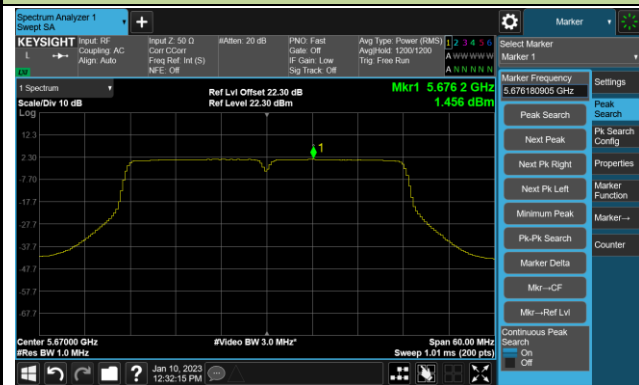 Spectrum Analyzer 1
Swept SA
+
Marker
KEYSIGHT
L
LW
Input: RF
Coupling: AC
Align: Auto
Input Z: 50 Ω
Corr CCorr
Freq Ref: Int (S)
NFE: Off
#Atten: 20 dB
PNO: Fast
Gate: Off
IF Gain: Low
Sig Track: Off
Avg Type: Power (RMS)
Avg|Hold: 1200/1200
Trig: Free Run
1 2 3 4 5 6
A W W W W W
A N N N N N
Select Marker
Marker 1
1 Spectrum
Scale/Div 10 dB
Log
Ref Lvl Offset 22.30 dB
Ref Level 22.30 dBm
Mkr1 5.676 2 GHz
1.456 dBm
12.3
2.30
-7.70
-17.7
-27.7
-37.7
-47.7
-57.7
-67.7
1
Center 5.67000 GHz
#Res BW 1.0 MHz
#Video BW 3.0 MHz*
Span 60.00 MHz
Sweep 1.01 ms (200 pts)
Marker Frequency
5.676180905 GHz
Peak Search
Next Peak
Next Pk Right
Next Pk Left
Minimum Peak
Pk-Pk Search
Marker Delta
Mkr→CF
Mkr→Ref Lvl
Continuous Peak
Search
On
Off
Settings
Peak
Search
Pk Search
Config
Properties
Marker
Function
Marker→
Counter
?
Jan 10, 2023
12:32:15 PM